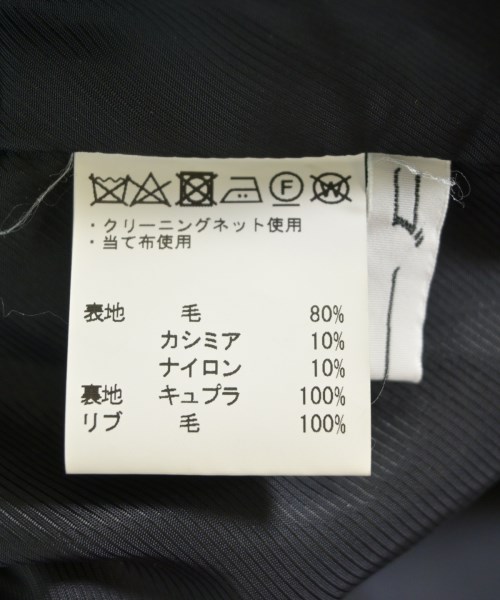 F W
・クリーニングネット使用
・当て布使用
表地 毛 80%
カシミア 10%
ナイロン 10%
裏地 キュプラ 100%
リブ 毛 100%